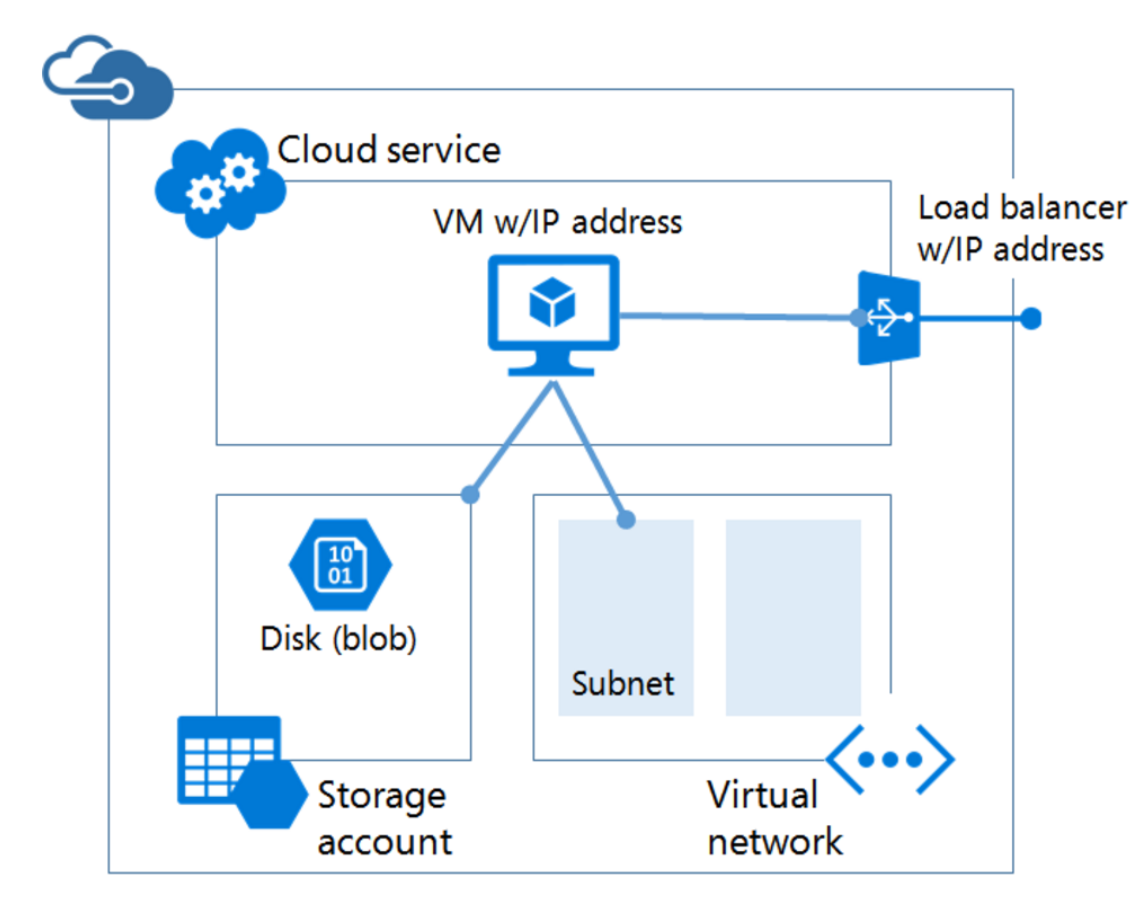 Cloud service
VM w/IP address
Load balancer
w/IP address
10
01
Disk (blob)
Subnet
Storage
account
Virtual
network